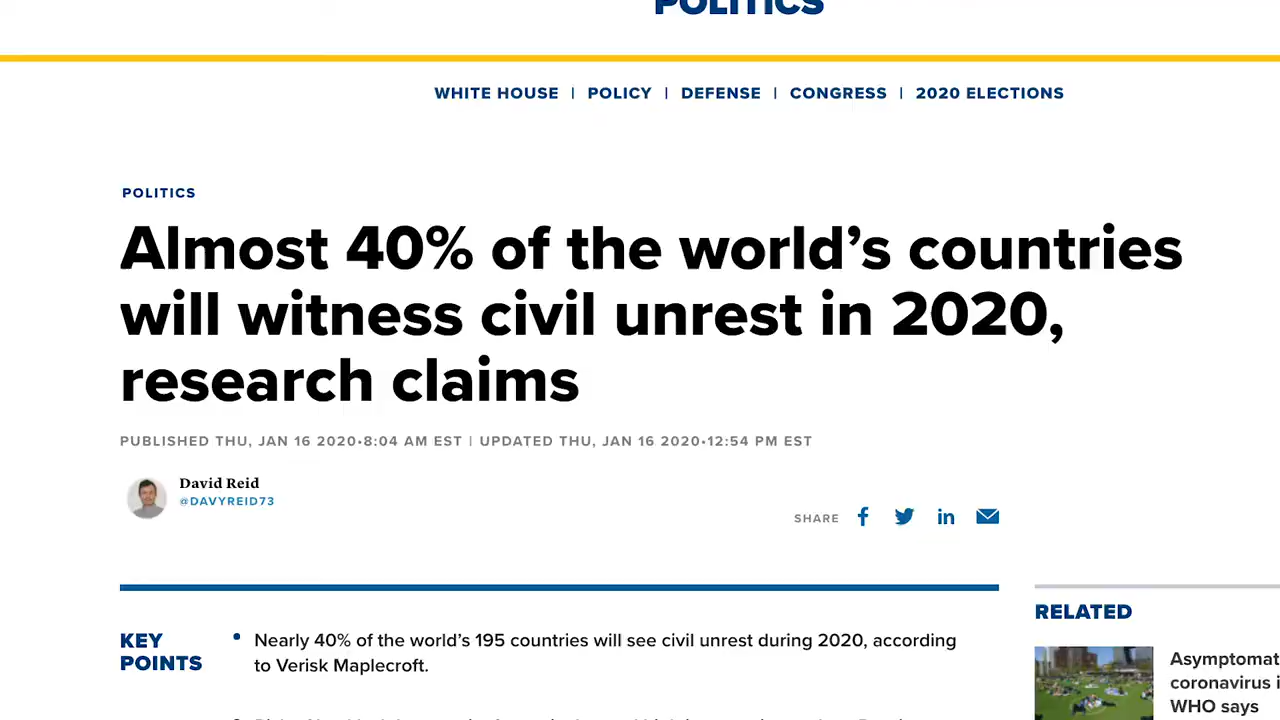 POLITICS
WHITE HOUSE | POLICY | DEFENSE | CONGRESS | 2020 ELECTIONS
POLITICS
Almost 40% of the world’s countries
will witness civil unrest in 2020,
research claims
PUBLISHED THU, JAN 16 2020•8:04 AM EST | UPDATED THU, JAN 16 2020•12:54 PM EST
David Reid
@DAVYREID73
SHARE
KEY
POINTS
• Nearly 40% of the world’s 195 countries will see civil unrest during 2020, according
to Verisk Maplecroft.
RELATED
Asymptomat
coronavirus i
WHO says